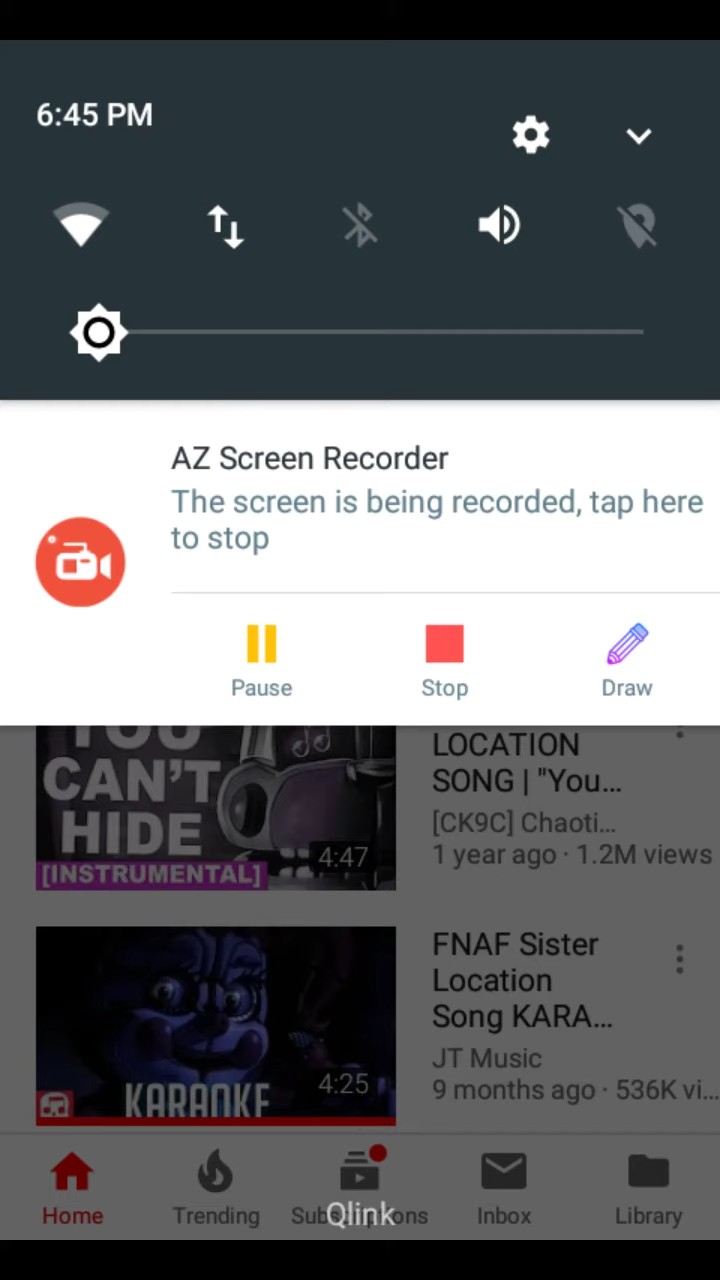 6:45 PM
AZ Screen Recorder
The screen is being recorded, tap here
to stop
Pause
Stop
Draw
YOU
CAN'T
HIDE
[INSTRUMENTAL]
4:47
LOCATION
SONG | "You...
[CK9C] Chaoti...
1 year ago · 1.2M views
KARAOKE
4:25
FNAF Sister
Location
Song KARA...
JT Music
9 months ago · 536K vi...
Home
Trending
Subscriptions
Qlink
Inbox
Library